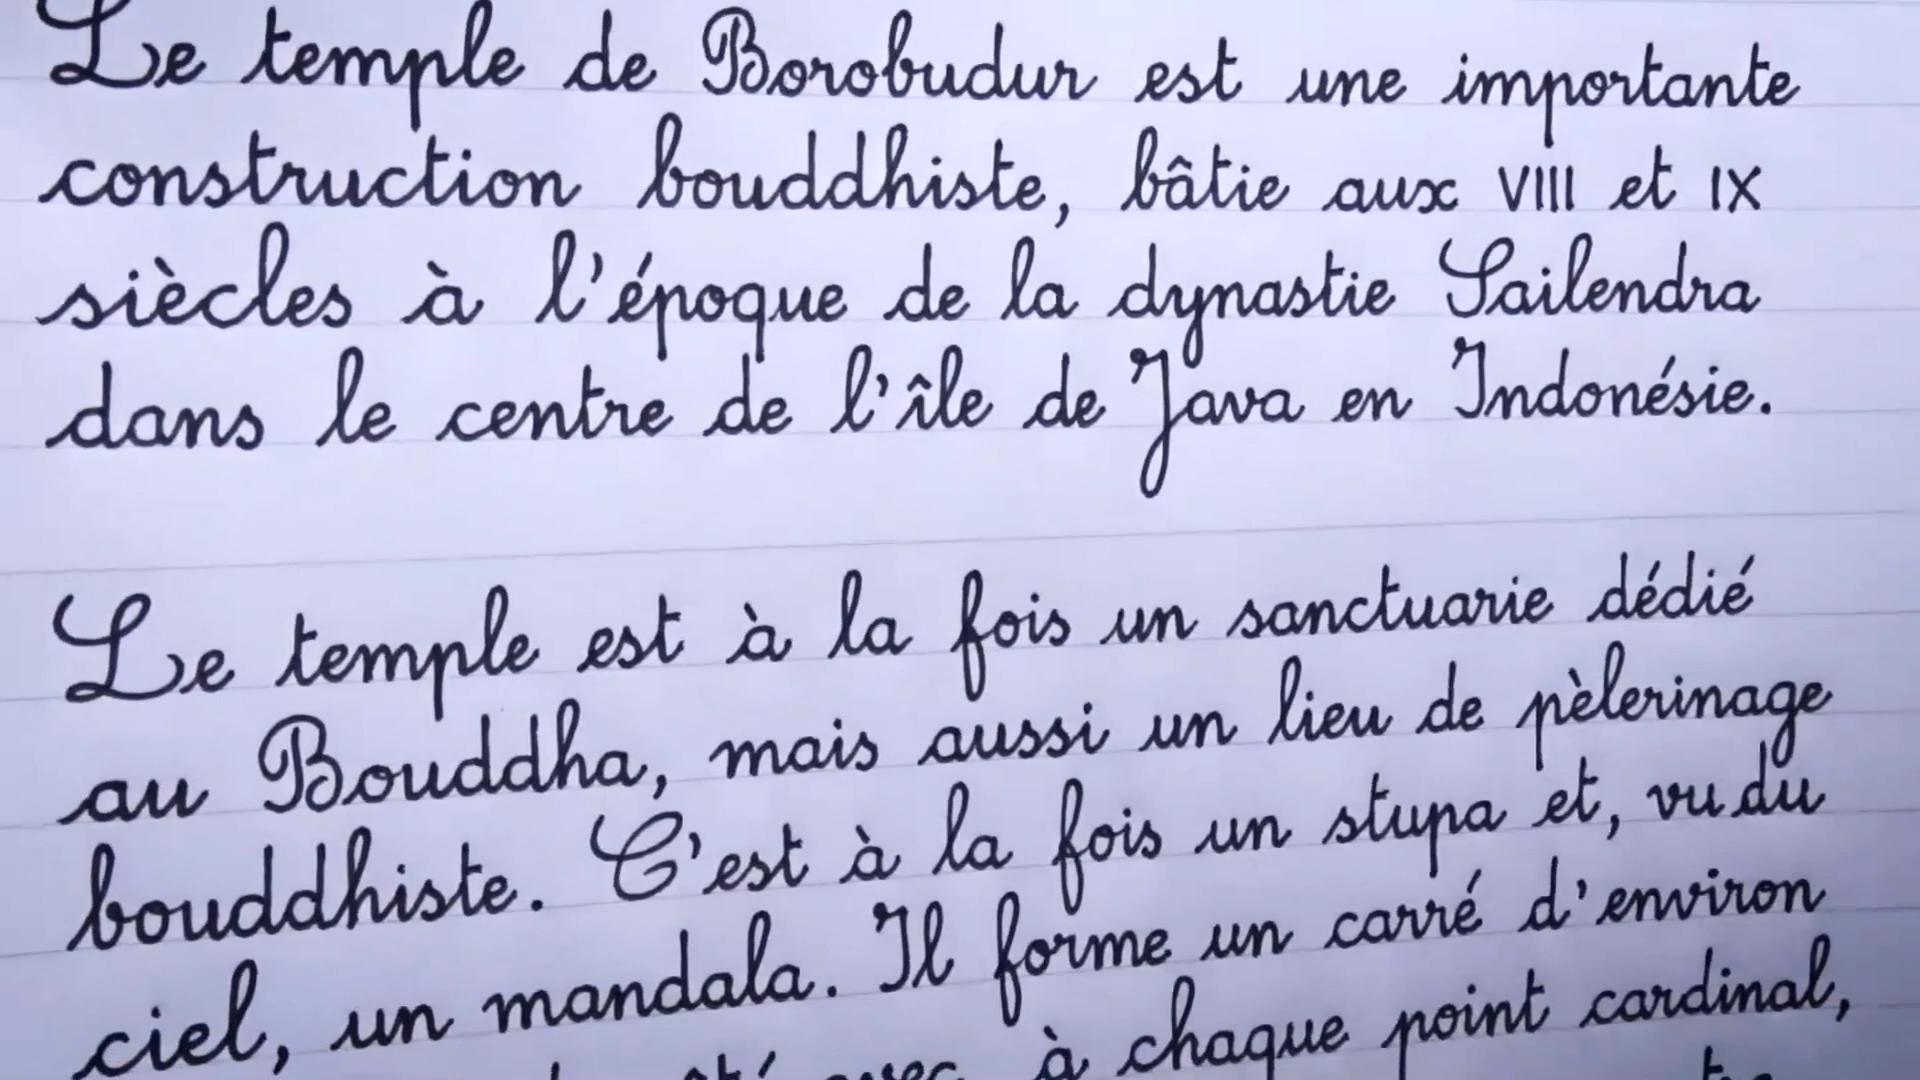 Le temple de Borobudur est une importante
construction bouddhiste, bâtie aux VIII et IX
siècles à l'époque de la dynastie Sailendra
dans le centre de l'île de Java en Indonésie.
Le temple est à la fois un sanctuarie dédié
au Bouddha, mais aussi un lieu de pèlerinage
bouddhiste. C'est à la fois un stupa et, vu du
ciel, un mandala. Il forme un carré d'environ
avec à chaque point cardinal,